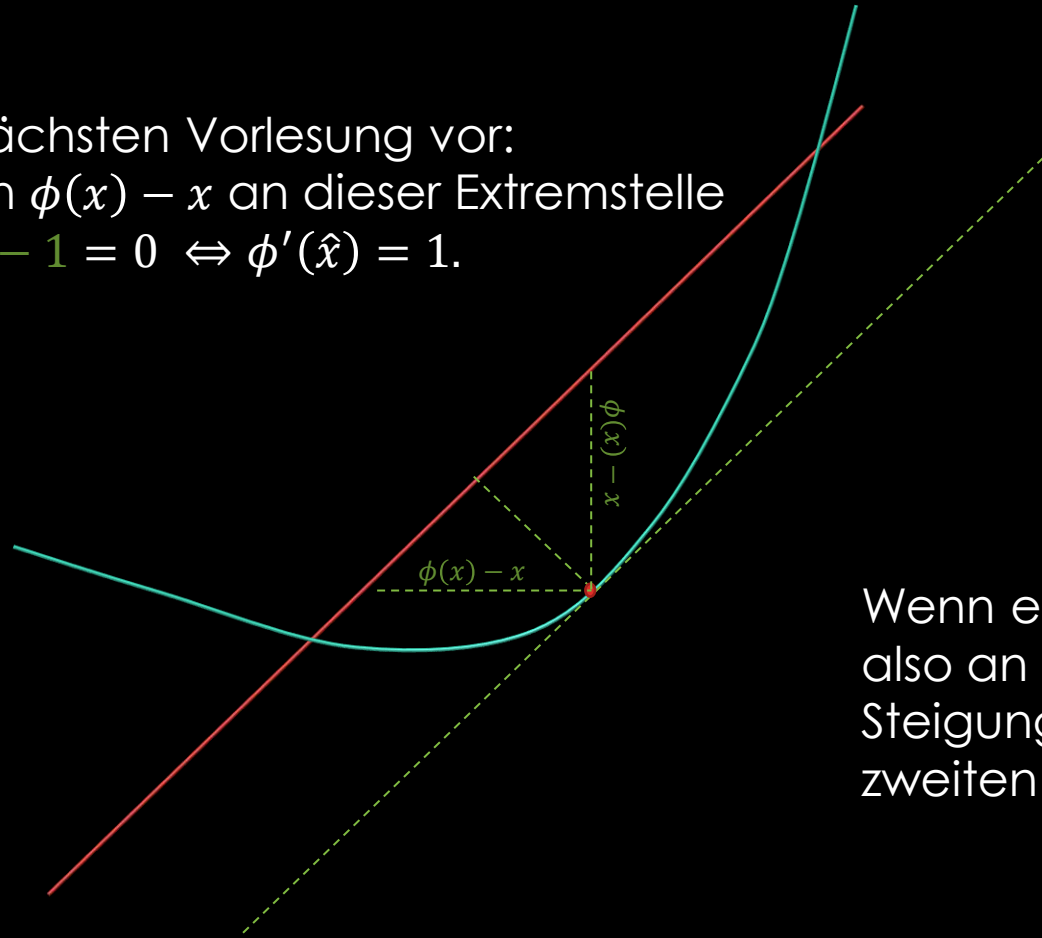 ächsten Vorlesung vor:
n ϕ(x) − x an dieser Extremstelle
− 1 = 0 ⇔ ϕ′(x̂) = 1.
ϕ(x) − x
ϕ(x) − x
Wenn e
also an
Steigung
zweiten